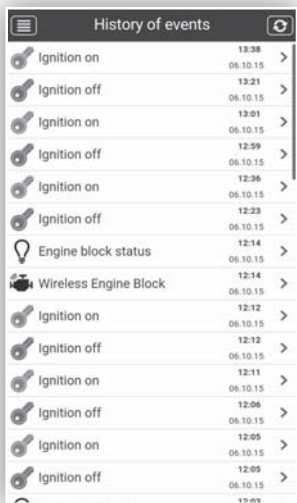 History of events
Ignition on 13:38
06.10.15
Ignition off 13:21
06.10.15
Ignition on 13:01
06.10.15
Ignition off 12:59
06.10.15
Ignition on 12:36
06.10.15
Ignition off 12:23
06.10.15
Engine block status 12:14
06.10.15
Wireless Engine Block 12:14
06.10.15
Ignition on 12:12
06.10.15
Ignition off 12:12
06.10.15
Ignition on 12:11
06.10.15
Ignition off 12:06
06.10.15
Ignition on 12:05
06.10.15
Ignition off 12:05
06.10.15
12:03